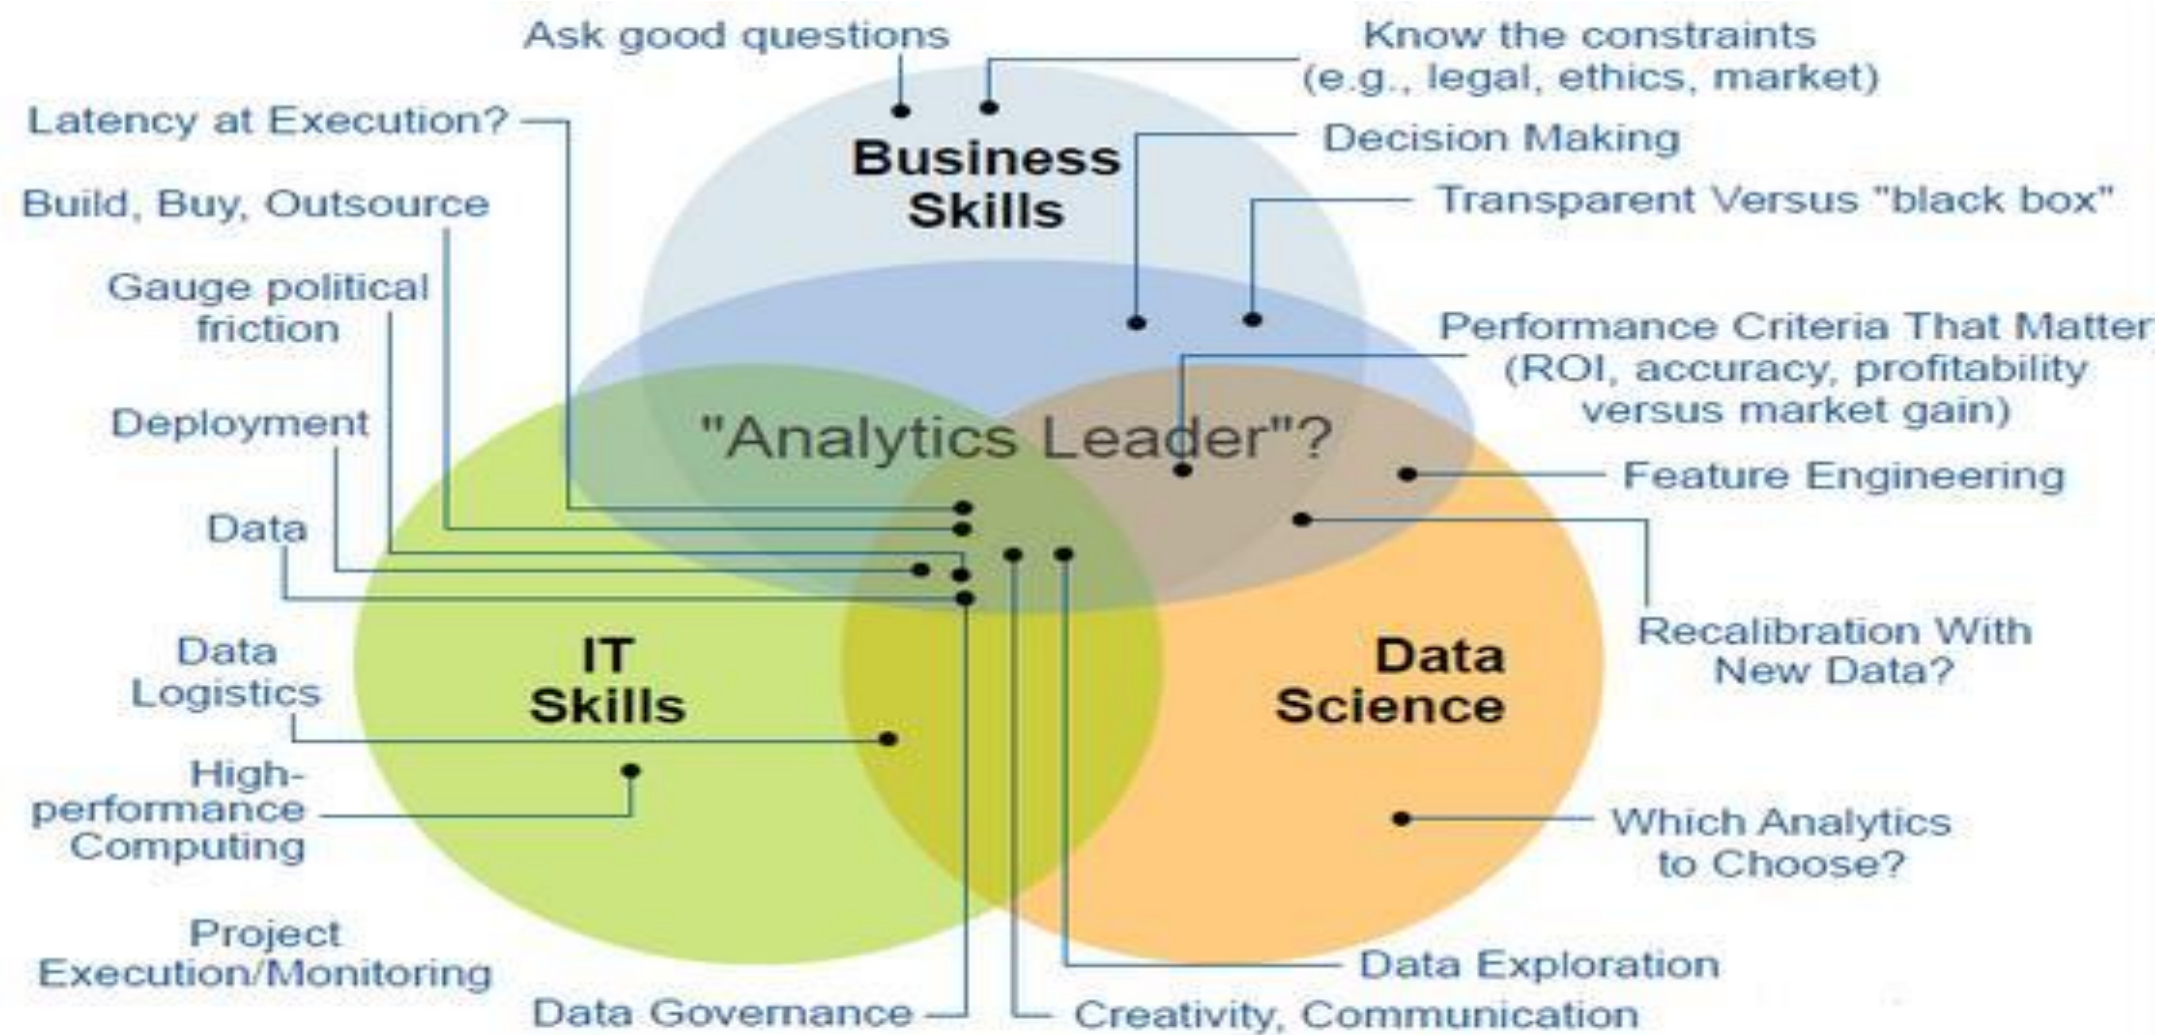 Ask good questions
Know the constraints
(e.g., legal, ethics, market)
Latency at Execution?
Decision Making
Business
Skills
Build, Buy, Outsource
Transparent Versus "black box"
Gauge political
friction
Performance Criteria That Matter
(ROI, accuracy, profitability
versus market gain)
Deployment
"Analytics Leader"?
Feature Engineering
Data
IT
Skills
Data
Science
Recalibration With
New Data?
Data
Logistics
High-
performance
Computing
Which Analytics
to Choose?
Project
Execution/Monitoring
Data Exploration
Data Governance
Creativity, Communication